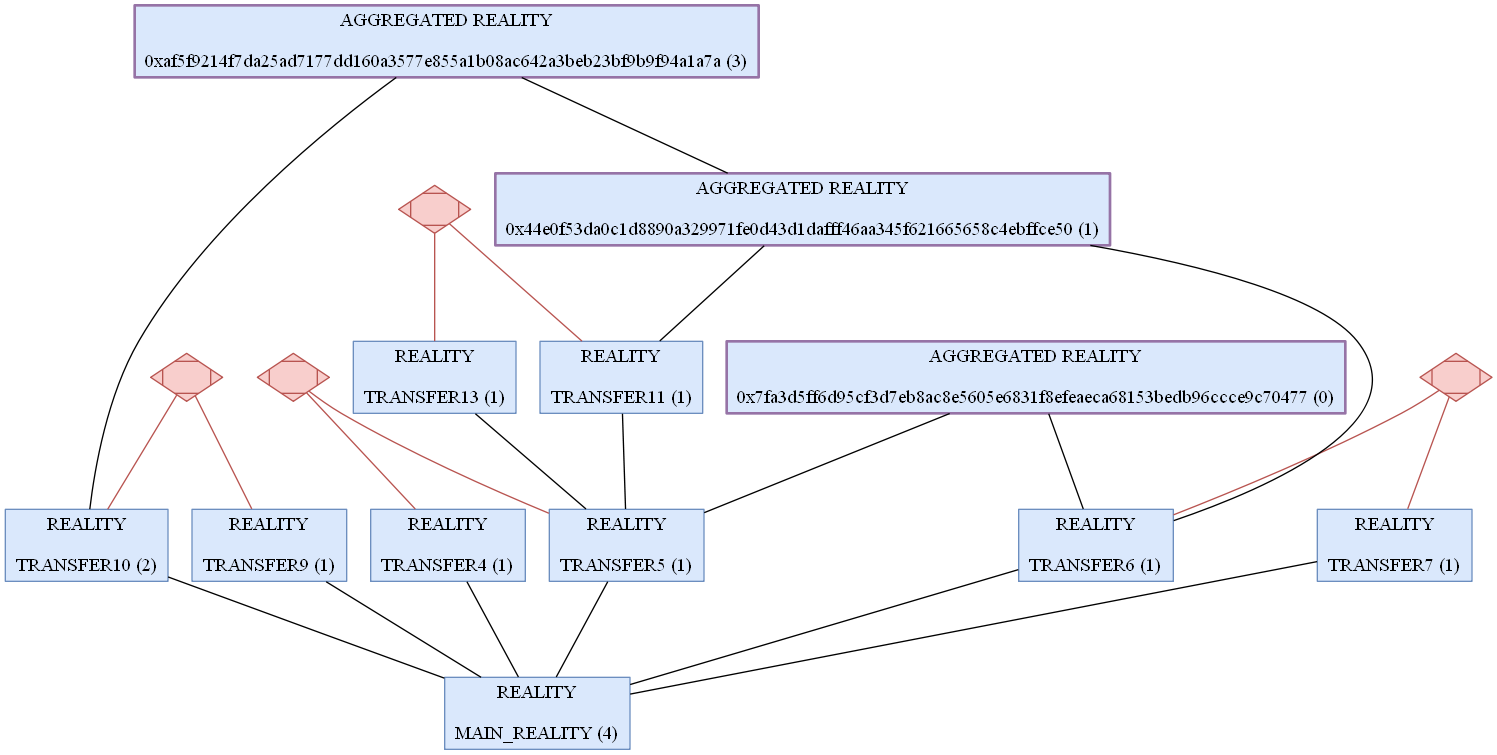 AGGREGATED REALITY
0xaf5f9214f7da25ad7177dd160a3577e855a1b08ac642a3beb23bf9b9f94a1a7a (3)
AGGREGATED REALITY
0x44e0f53da0c1d8890a329971fe0d43d1dafff46aa345f621665658c4ebffce50 (1)
REALITY
TRANSFER13 (1)
REALITY
TRANSFER11 (1)
AGGREGATED REALITY
0x7fa3d5ff6d95cf3d7eb8ac8e5605e6831f8efeaeca68153bedb96ccce9c70477 (0)
REALITY
TRANSFER10 (2)
REALITY
TRANSFER9 (1)
REALITY
TRANSFER4 (1)
REALITY
TRANSFER5 (1)
REALITY
TRANSFER6 (1)
REALITY
TRANSFER7 (1)
REALITY
MAIN_REALITY (4)